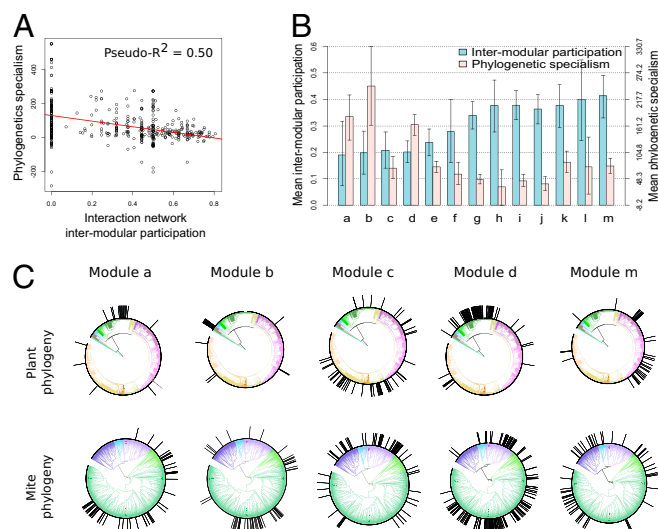 A
Pseudo-R² = 0.50
Phylogenetics specialism
400
200
0
-200
0.0 0.2 0.4 0.6 0.8
Interaction network
inter-modular participation
B
Inter-modular participation
Phylogenetic specialism
Mean inter-modular participation
0.6
0.5
0.4
0.3
0.2
0.1
0.0
Mean phylogenetic specialism
330.7
274.2
217.7
161.2
104.8
48.3
-8.2
a b c d e f g h i j k l m
C
Module a Module b Module c Module d Module m
Plant
phylogeny
Mite
phylogeny